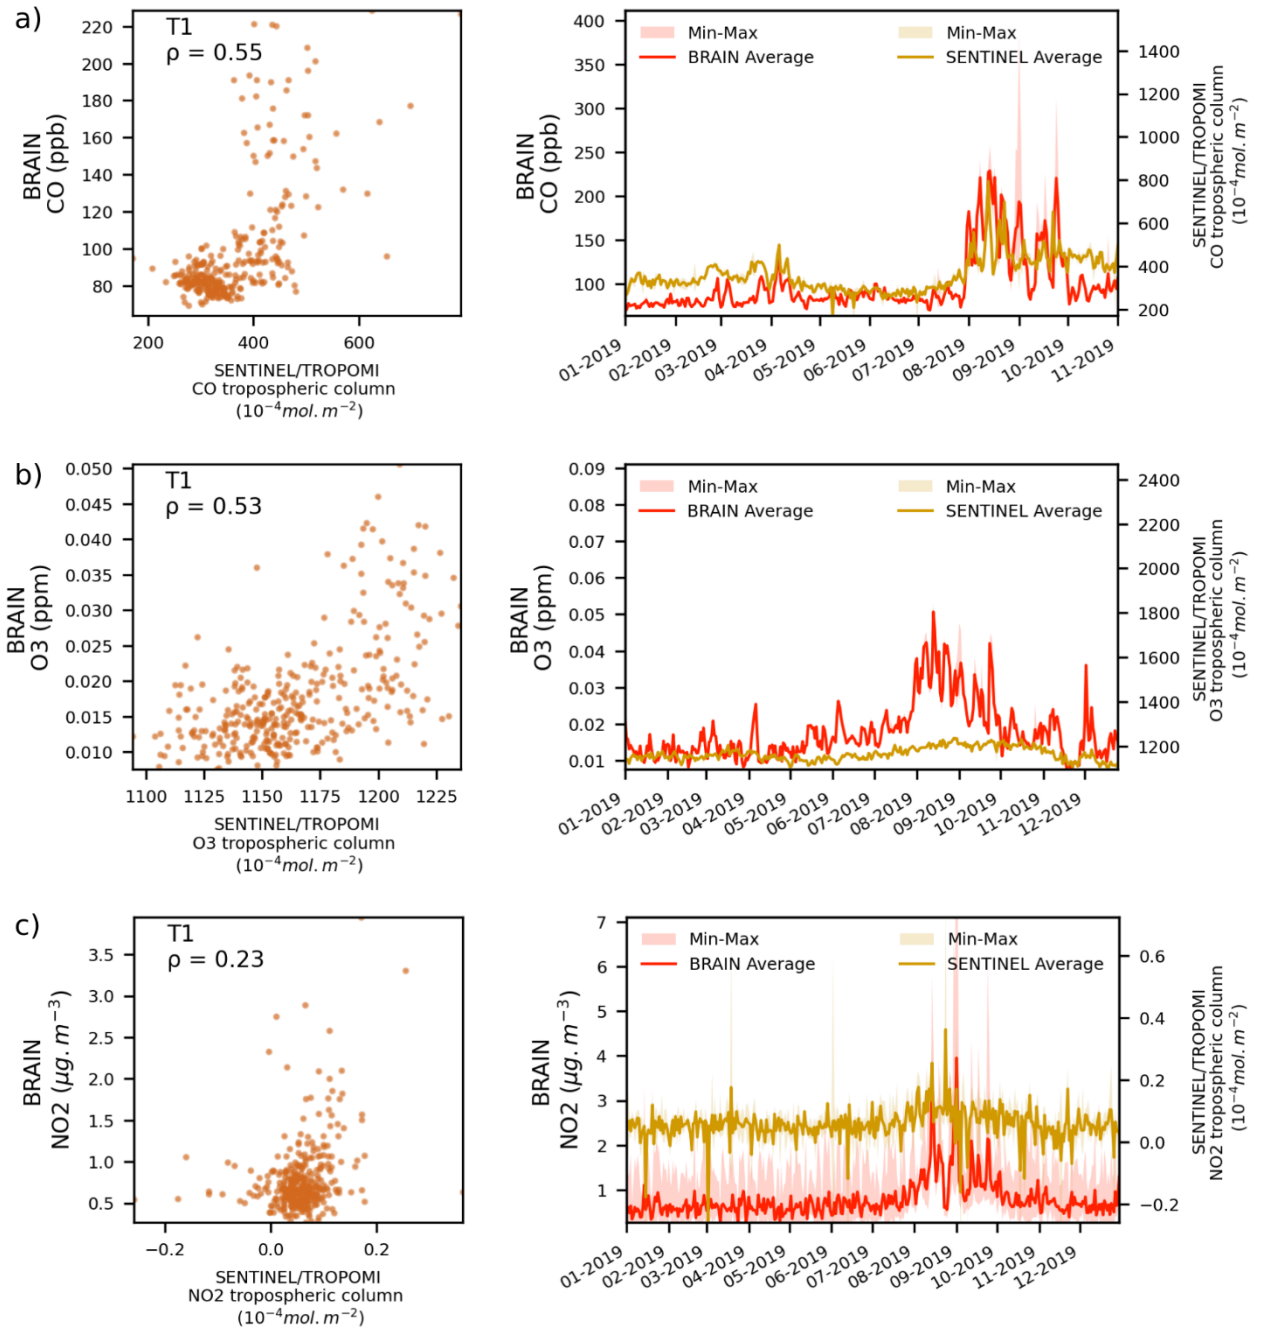 a)
T1
ρ = 0.55
220
200
180
160
140
120
100
80
BRAIN
CO (ppb)
200
400
600
SENTINEL/TROPOMI
CO tropospheric column
(10⁻⁴mol.m⁻²)
400
350
300
250
200
150
100
BRAIN
CO (ppb)
Min-Max
BRAIN Average
Min-Max
SENTINEL Average
1400
1200
1000
800
600
400
200
SENTINEL/TROPOMI
CO tropospheric column
(10⁻⁴mol.m⁻²)
01-2019
02-2019
03-2019
04-2019
05-2019
06-2019
07-2019
08-2019
09-2019
10-2019
11-2019
b)
T1
ρ = 0.53
0.050
0.045
0.040
0.035
0.030
0.025
0.020
0.015
0.010
BRAIN
O3 (ppm)
1100
1125
1150
1175
1200
1225
SENTINEL/TROPOMI
O3 tropospheric column
(10⁻⁴mol.m⁻²)
0.09
0.08
0.07
0.06
0.05
0.04
0.03
0.02
0.01
BRAIN
O3 (ppm)
Min-Max
BRAIN Average
Min-Max
SENTINEL Average
2400
2200
2000
1800
1600
1400
1200
SENTINEL/TROPOMI
O3 tropospheric column
(10⁻⁴mol.m⁻²)
01-2019
02-2019
03-2019
04-2019
05-2019
06-2019
07-2019
08-2019
09-2019
10-2019
11-2019
12-2019
c)
T1
ρ = 0.23
3.5
3.0
2.5
2.0
1.5
1.0
0.5
BRAIN
NO2 (μg.m⁻³)
−0.2
0.0
0.2
SENTINEL/TROPOMI
NO2 tropospheric column
(10⁻⁴mol.m⁻²)
7
6
5
4
3
2
1
BRAIN
NO2 (μg.m⁻³)
Min-Max
BRAIN Average
Min-Max
SENTINEL Average
0.6
0.4
0.2
0.0
−0.2
SENTINEL/TROPOMI
NO2 tropospheric column
(10⁻⁴mol.m⁻²)
01-2019
02-2019
03-2019
04-2019
05-2019
06-2019
07-2019
08-2019
09-2019
10-2019
11-2019
12-2019